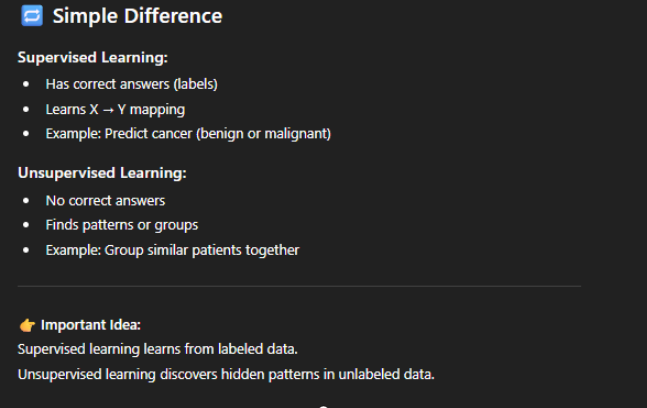 🔁 Simple Difference
Supervised Learning:
• Has correct answers (labels)
• Learns X → Y mapping
• Example: Predict cancer (benign or malignant)
Unsupervised Learning:
• No correct answers
• Finds patterns or groups
• Example: Group similar patients together
👉 Important Idea:
Supervised learning learns from labeled data.
Unsupervised learning discovers hidden patterns in unlabeled data.